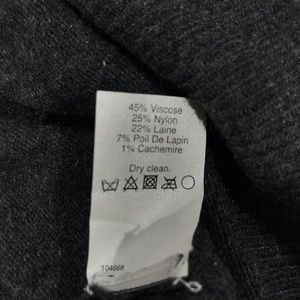 45% Viscose
25% Nylon
22% Laine
7% Poil De Lapin
1% Cachemire
Dry clean.
104668